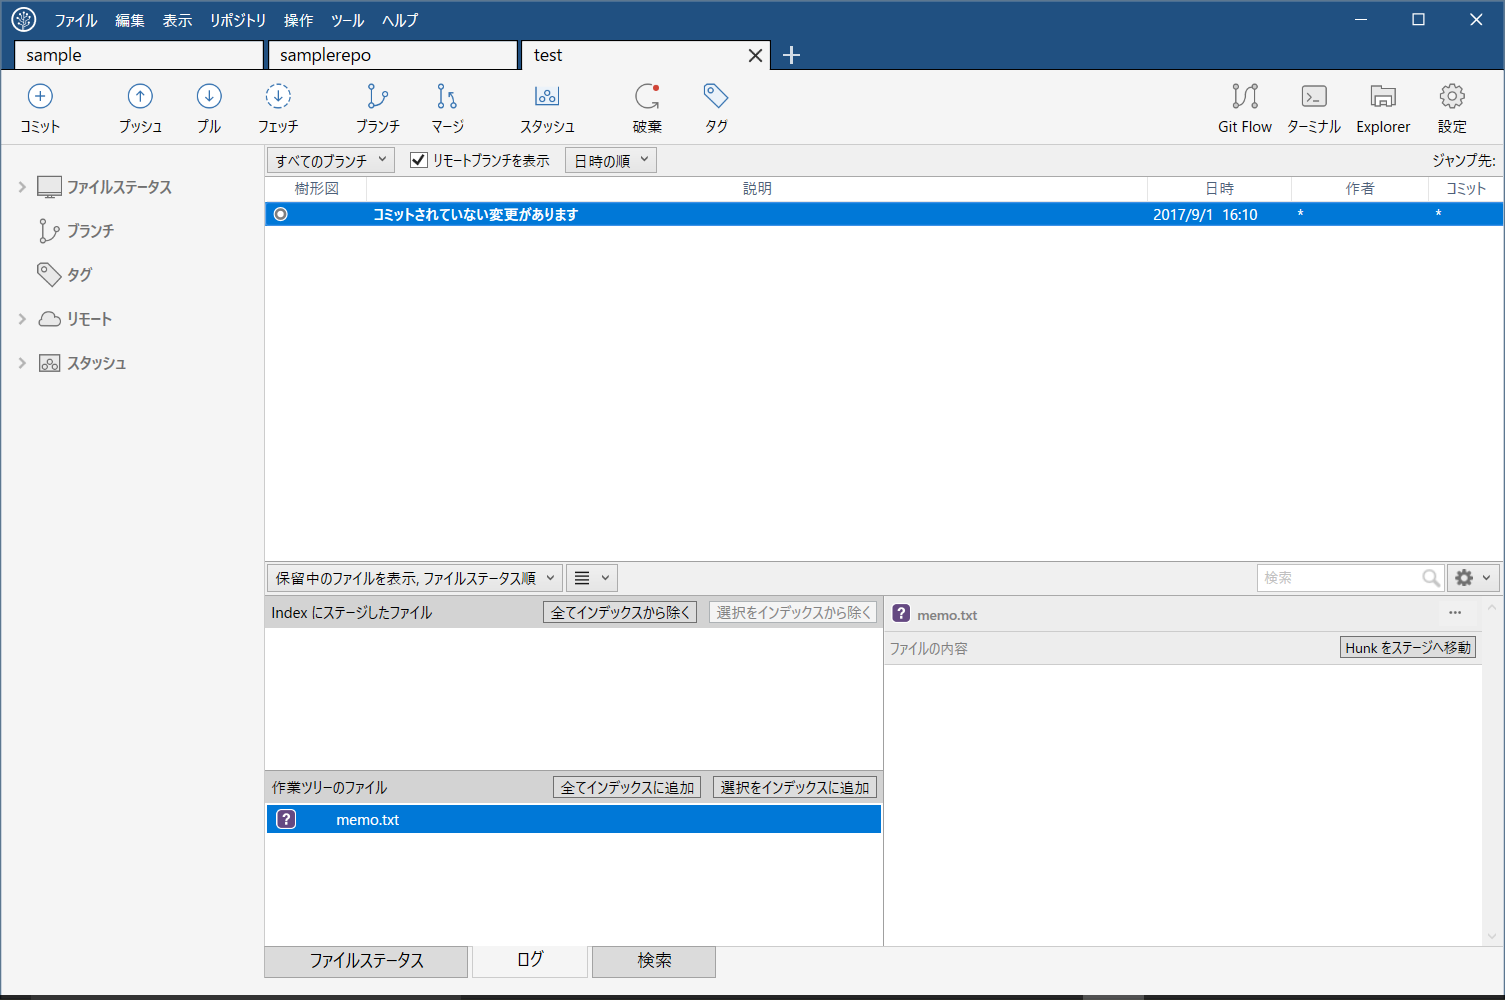 ファイル 編集 表示 リポジトリ 操作 ツール ヘルプ
sample samplerepo test
コミット プッシュ プル フェッチ ブランチ マージ スタッシュ 破棄 タグ Git Flow ターミナル Explorer 設定
すべてのブランチ リモートブランチを表示 日時の順 ジャンプ先:
樹形図 説明 日時 作者 コミット
コミットされていない変更があります 2017/9/1 16:10 * *
ファイルステータス
ブランチ
タグ
リモート
スタッシュ
保留中のファイルを表示, ファイルステータス順 検索
Index にステージしたファイル 全てインデックスから除く 選択をインデックスから除く
? memo.txt ...
ファイルの内容 Hunk をステージへ移動
作業ツリーのファイル 全てインデックスに追加 選択をインデックスに追加
? memo.txt
ファイルステータス ログ 検索